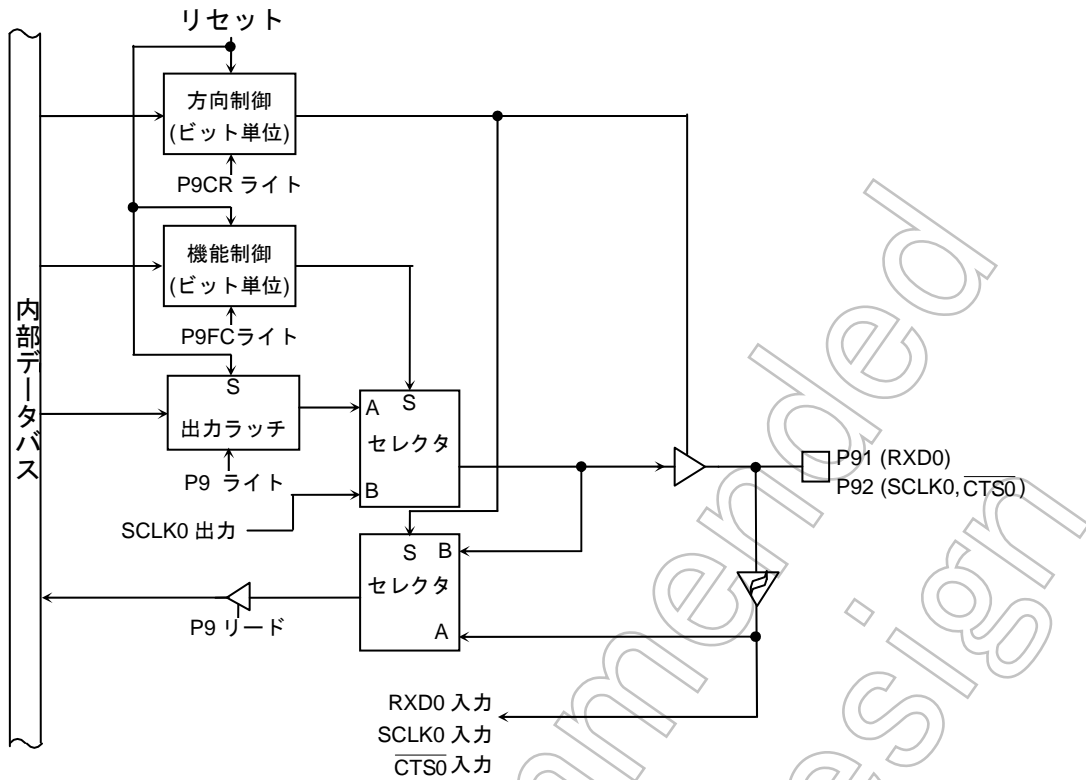 リセット
方向制御
(ビット単位)
P9CR ライト
機能制御
(ビット単位)
P9FCライト
内部データバス
S
出力ラッチ
P9 ライト
SCLK0 出力
A
S
セレクタ
B
P91 (RXD0)
P92 (SCLK0, CTS0)
S
B
セレクタ
A
P9 リード
RXD0 入力
SCLK0 入力
CTS0 入力
mended
esign